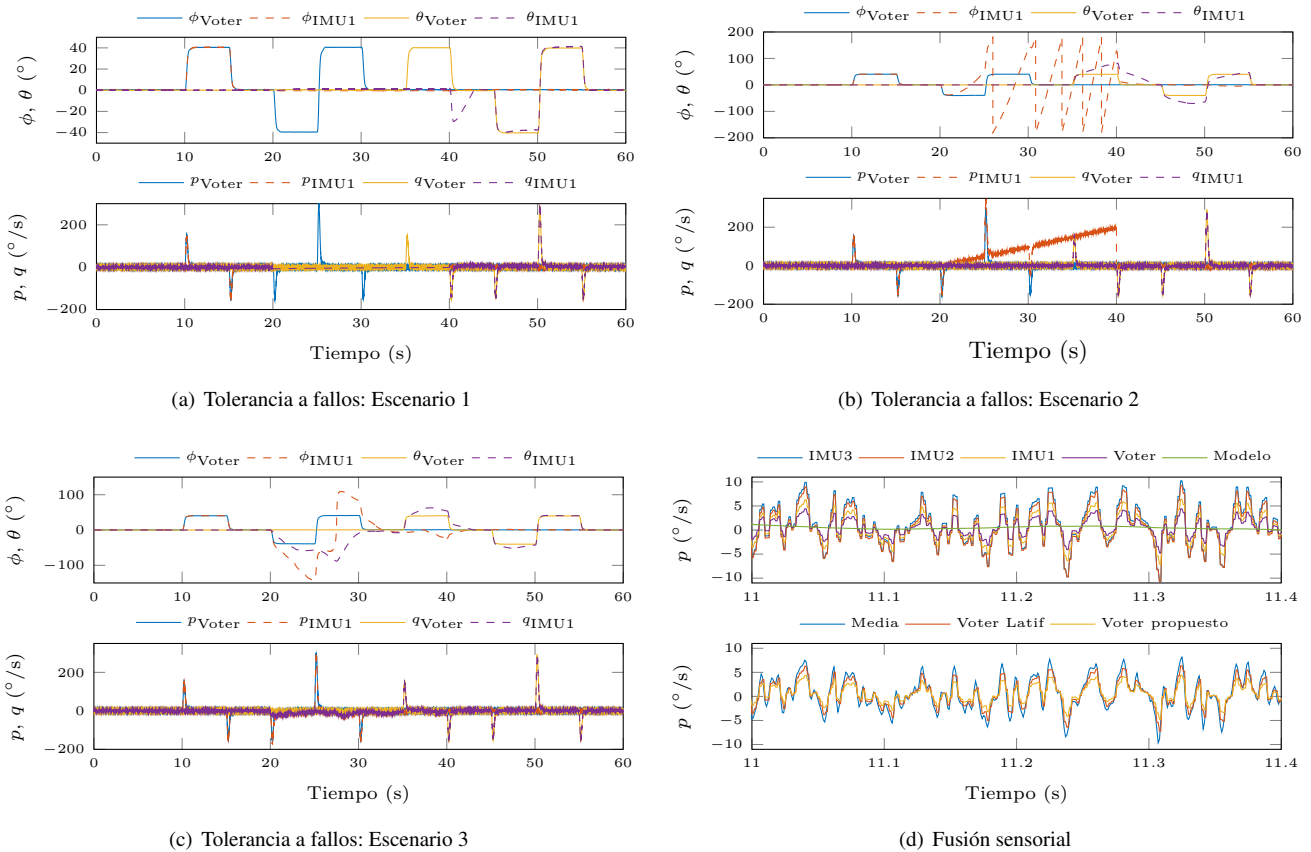 ϕVoter ϕIMU1 θVoter θIMU1
40
20
0
−20
−40
ϕ, θ (°)
0 10 20 30 40 50 60
pVoter pIMU1 qVoter qIMU1
200
0
−200
p, q (°/s)
0 10 20 30 40 50 60
Tiempo (s)
(a) Tolerancia a fallos: Escenario 1
ϕVoter ϕIMU1 θVoter θIMU1
200
100
0
−100
−200
ϕ, θ (°)
0 10 20 30 40 50 60
pVoter pIMU1 qVoter qIMU1
200
0
−200
p, q (°/s)
0 10 20 30 40 50 60
Tiempo (s)
(b) Tolerancia a fallos: Escenario 2
ϕVoter ϕIMU1 θVoter θIMU1
100
0
−100
ϕ, θ (°)
0 10 20 30 40 50 60
pVoter pIMU1 qVoter qIMU1
200
0
−200
p, q (°/s)
0 10 20 30 40 50 60
Tiempo (s)
(c) Tolerancia a fallos: Escenario 3
IMU3 IMU2 IMU1 Voter Modelo
10
5
0
−5
−10
p (°/s)
11 11.1 11.2 11.3 11.4
Media Voter Latif Voter propuesto
10
5
0
−5
−10
p (°/s)
11 11.1 11.2 11.3 11.4
Tiempo (s)
(d) Fusión sensorial